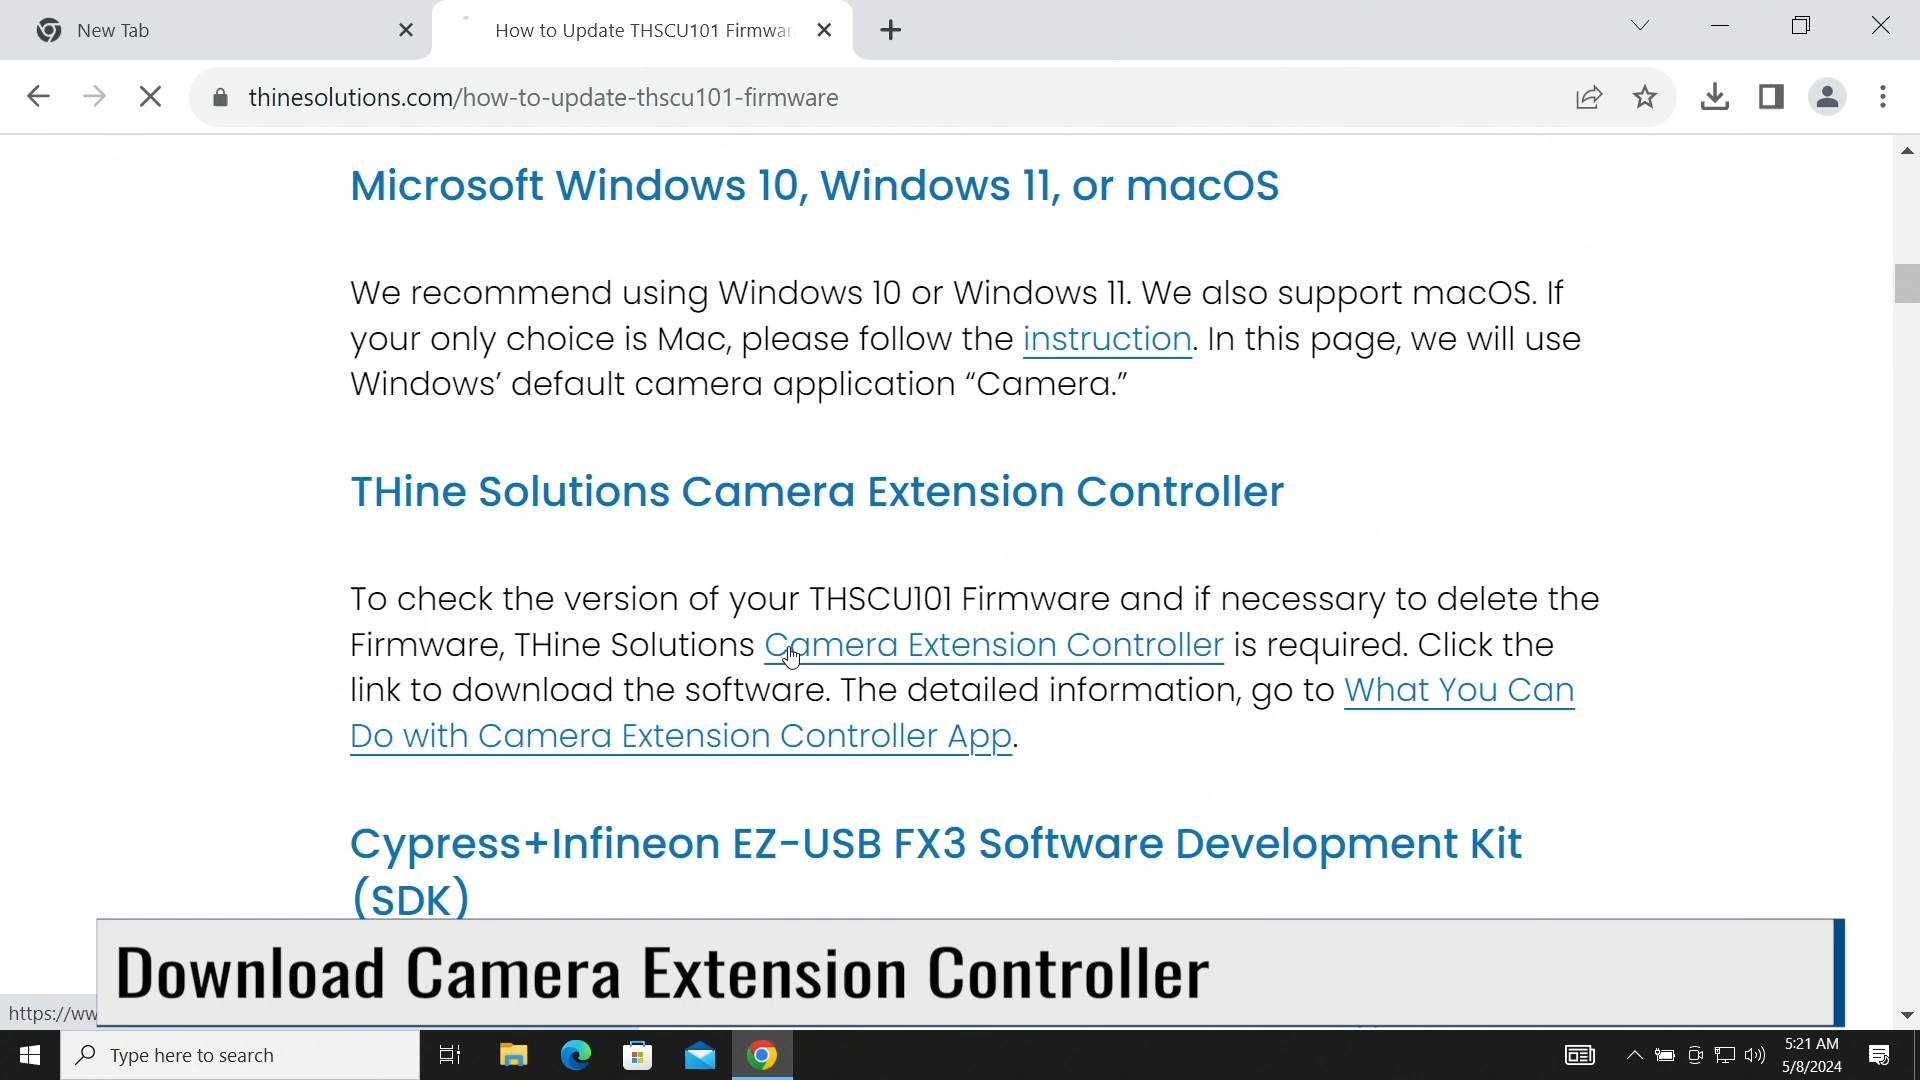 New Tab
How to Update THSCU101 Firmwar
thinesolutions.com/how-to-update-thscu101-firmware
Microsoft Windows 10, Windows 11, or macOS
We recommend using Windows 10 or Windows 11. We also support macOS. If
your only choice is Mac, please follow the instruction. In this page, we will use
Windows’ default camera application “Camera.”
THine Solutions Camera Extension Controller
To check the version of your THSCU101 Firmware and if necessary to delete the
Firmware, THine Solutions Camera Extension Controller is required. Click the
link to download the software. The detailed information, go to What You Can
Do with Camera Extension Controller App.
Cypress+Infineon EZ-USB FX3 Software Development Kit
(SDK)
Download Camera Extension Controller
https://ww
Type here to search
5:21 AM
5/8/2024